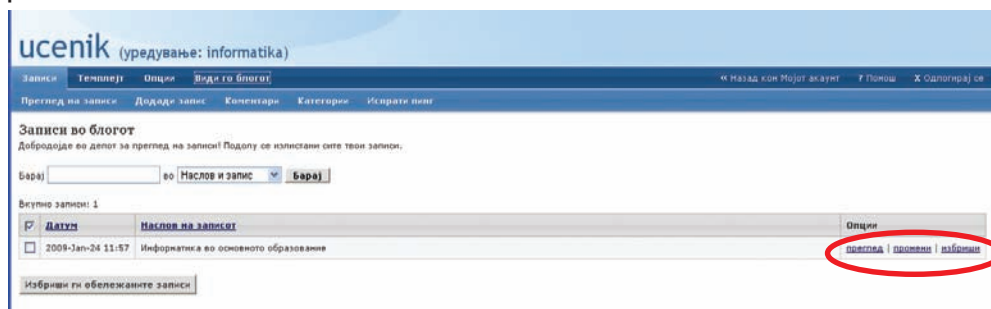 ucenik (уредување: informatika)
Записи Темплејт Опции Види го блогот « Назад кон Мојот акаунт ? Помош X Одлогирај се
Преглед на записи Додади запис Коментари Категории Испрати пинг
Записи во блогот
Добродојде во делот за преглед на записи! Подолу се излистани сите твои записи.
Барај во Наслов и запис Барај
Вкупно записи: 1
Датум Наслов на записот Опции
2009-Jan-24 11:57 Информатика во основното образование преглед | промени | избриши
Избриши ги обележаните записи